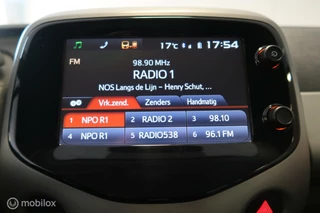 17°C 17:54
FM 98.90 MHz
RADIO 1
NOS Langs de Lijn – Henry Schut, ...
Vrk.zend. Zenders Handmatig
1 NPO R1 2 RADIO 2 3 98.10
4 NPO R1 5 RADIO538 6 96.1 FM
mobilox